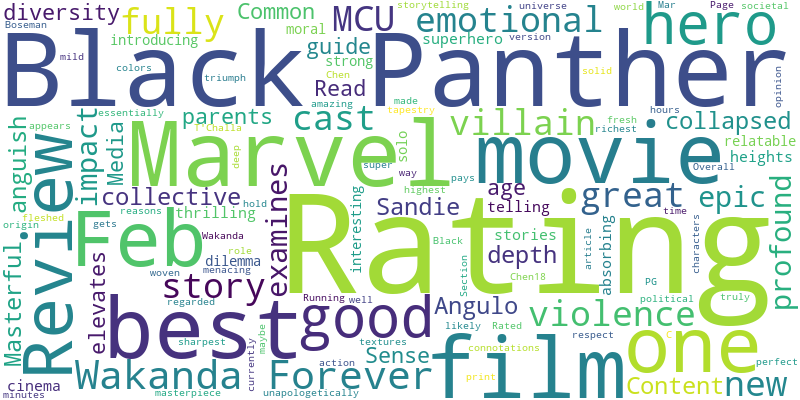 diversity
Boseman
fully
introducing
Common
moral
MCU
guide
strong
Chen
Read
amazing
storytelling
emotional
superhero
universe
version
hero
world
Mar
Page
societal
mild
colors
triumph
Black Panther
solid
opinion
essentially
appears
anguish
impact
Media
parents
T'Challa
deep
cast
made
tapestry
super
solo
way
Marvel
villain
pays
hours
fresh
richest
movie
collapsed
relatable
heights
Overall
Review
Masterful
origin
fleshed
gets
elevates
collective
reasons
thrilling
Wakanda
hold
role
dilemma
menacing
woven
Feb
examines
interesting
highest
Sandie
age
telling
stories
depth
Black
Section
Chen18
Rating
great
time
epic
absorbing
article
characters
PG
political
truly
profound
story
regarded
Running
well
best
good
sharpest
currently
maybe
textures
action
Angulo
likely
Rated
connotations
Sense
violence
respect
one
perfect
cinema
minutes
Wakanda
Forever
masterpiece
unapologetically
film
print
Content
new